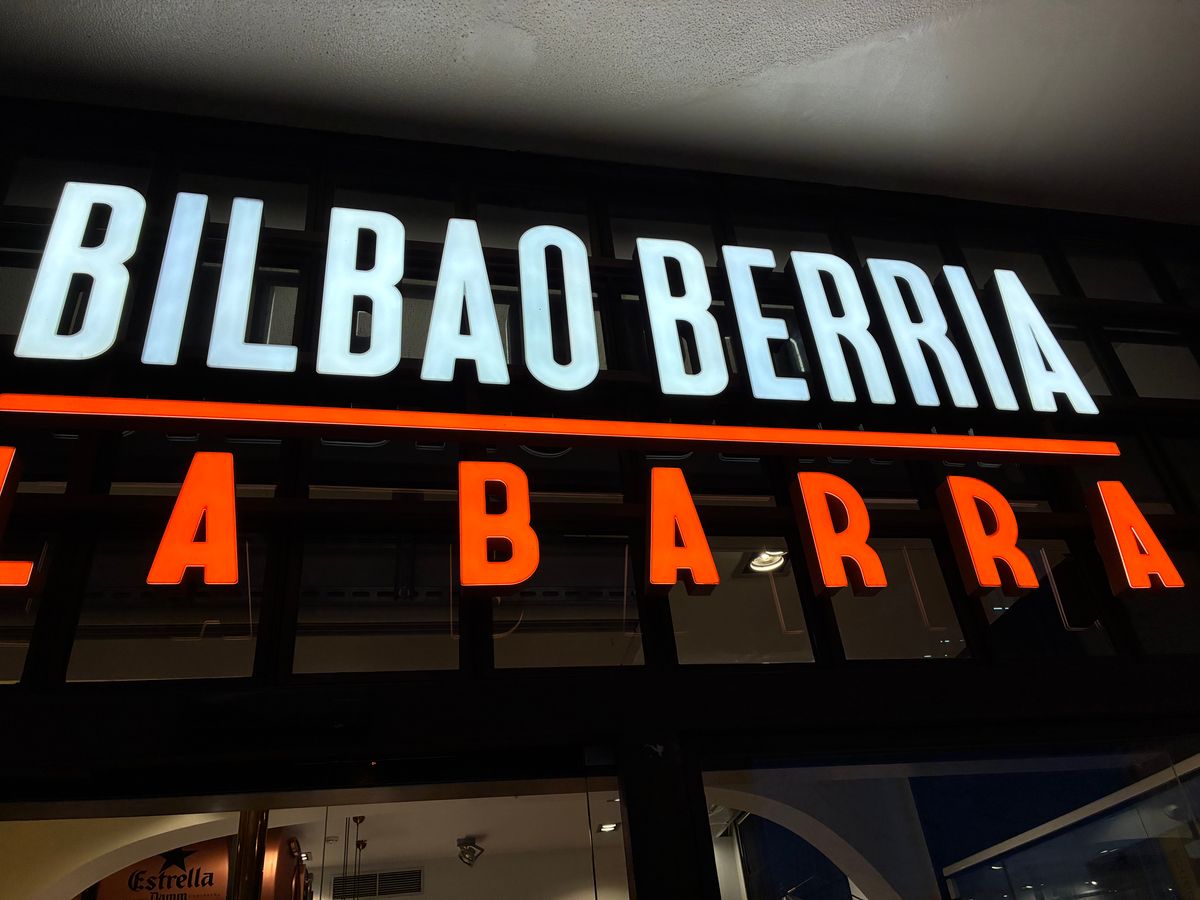 BILBAO BERRIA
LA BARRA
Estrella
Damm